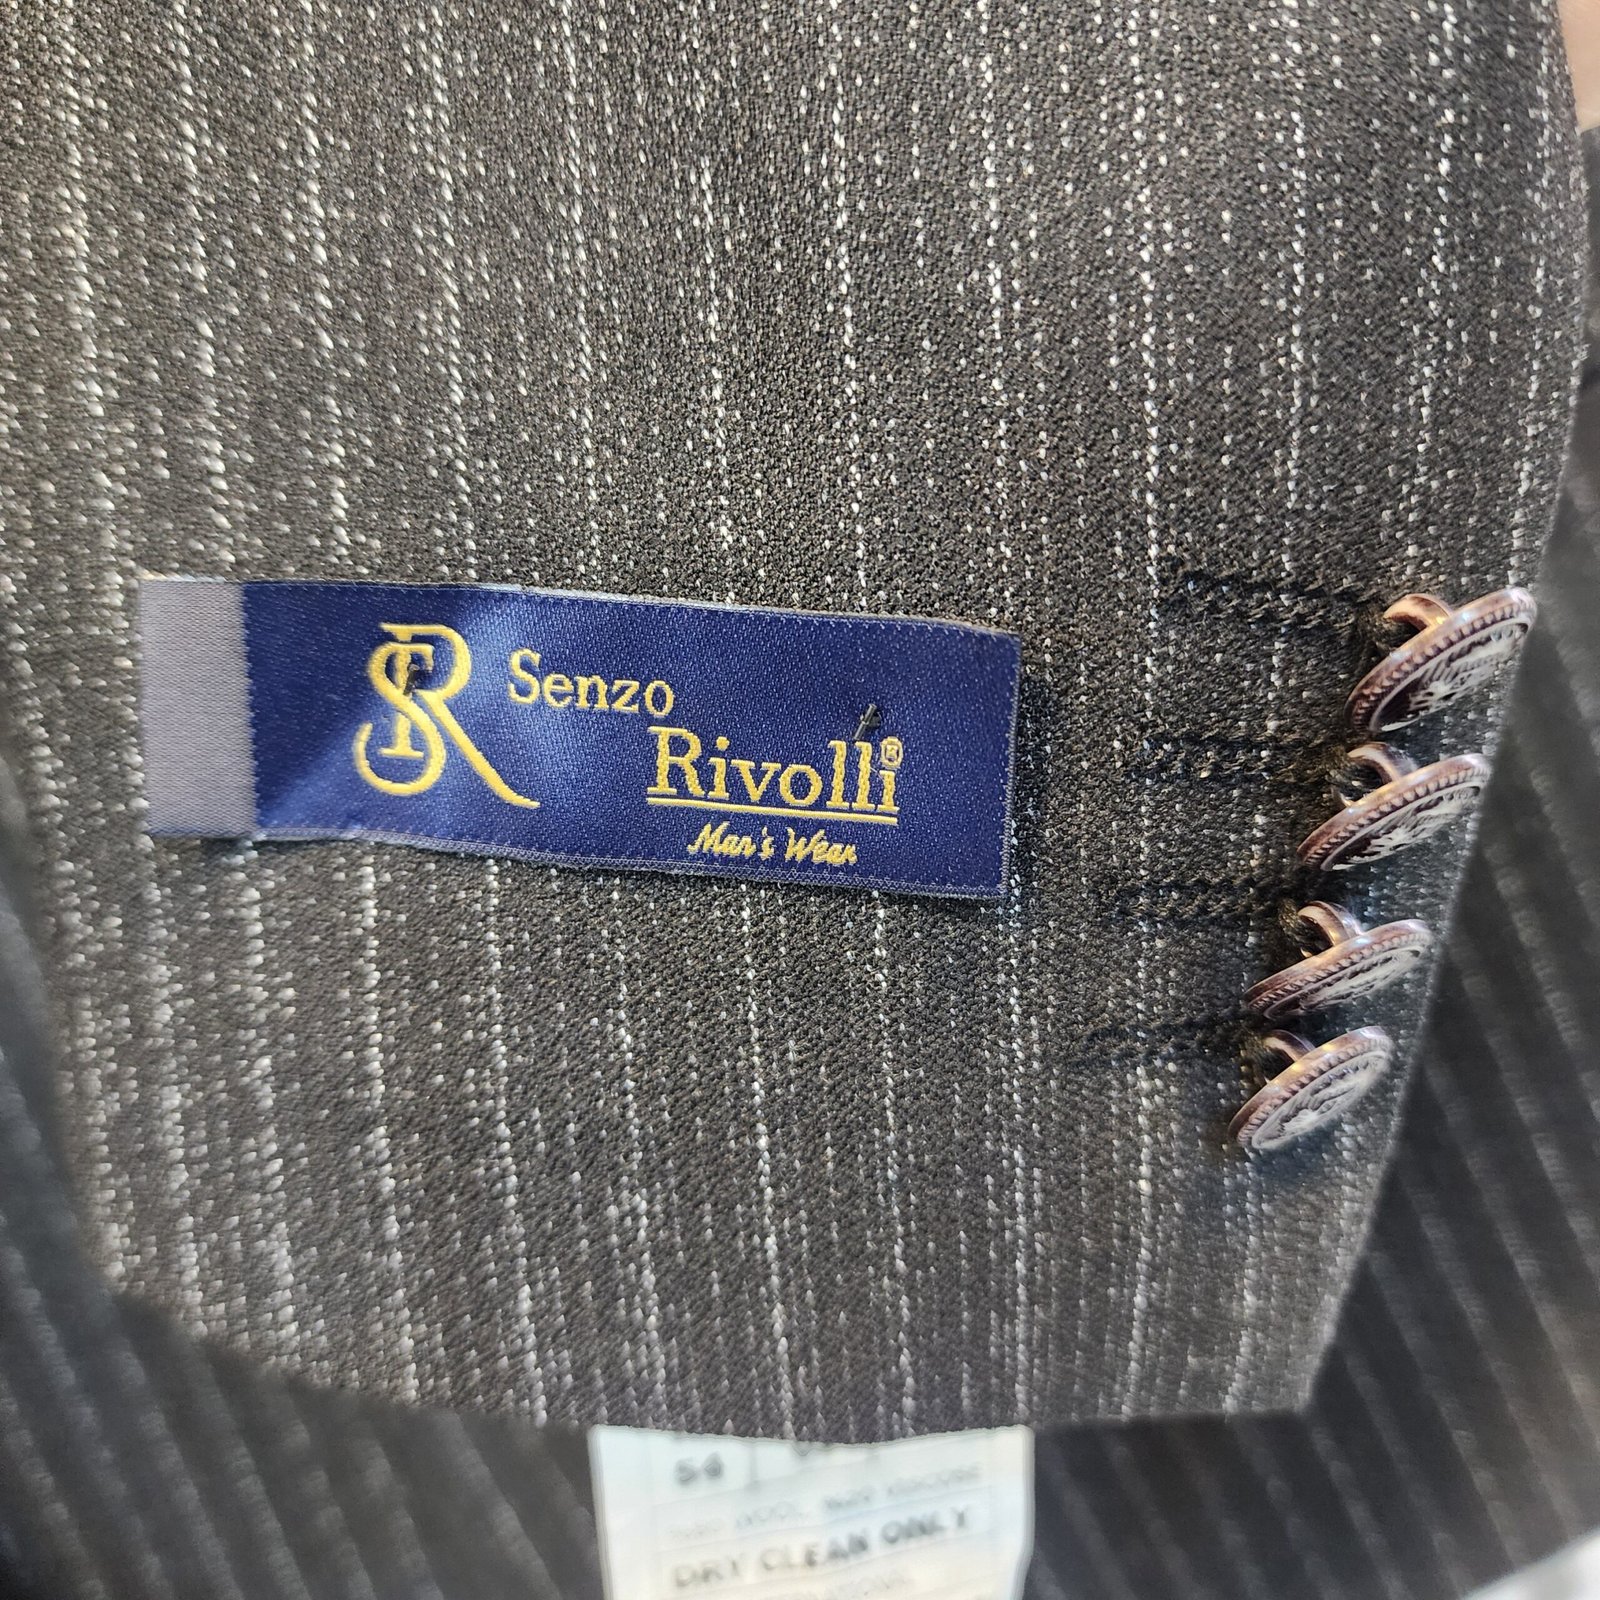 SR Senzo
Rivolli®
Man's Wear
54
DRY CLEAN ONLY